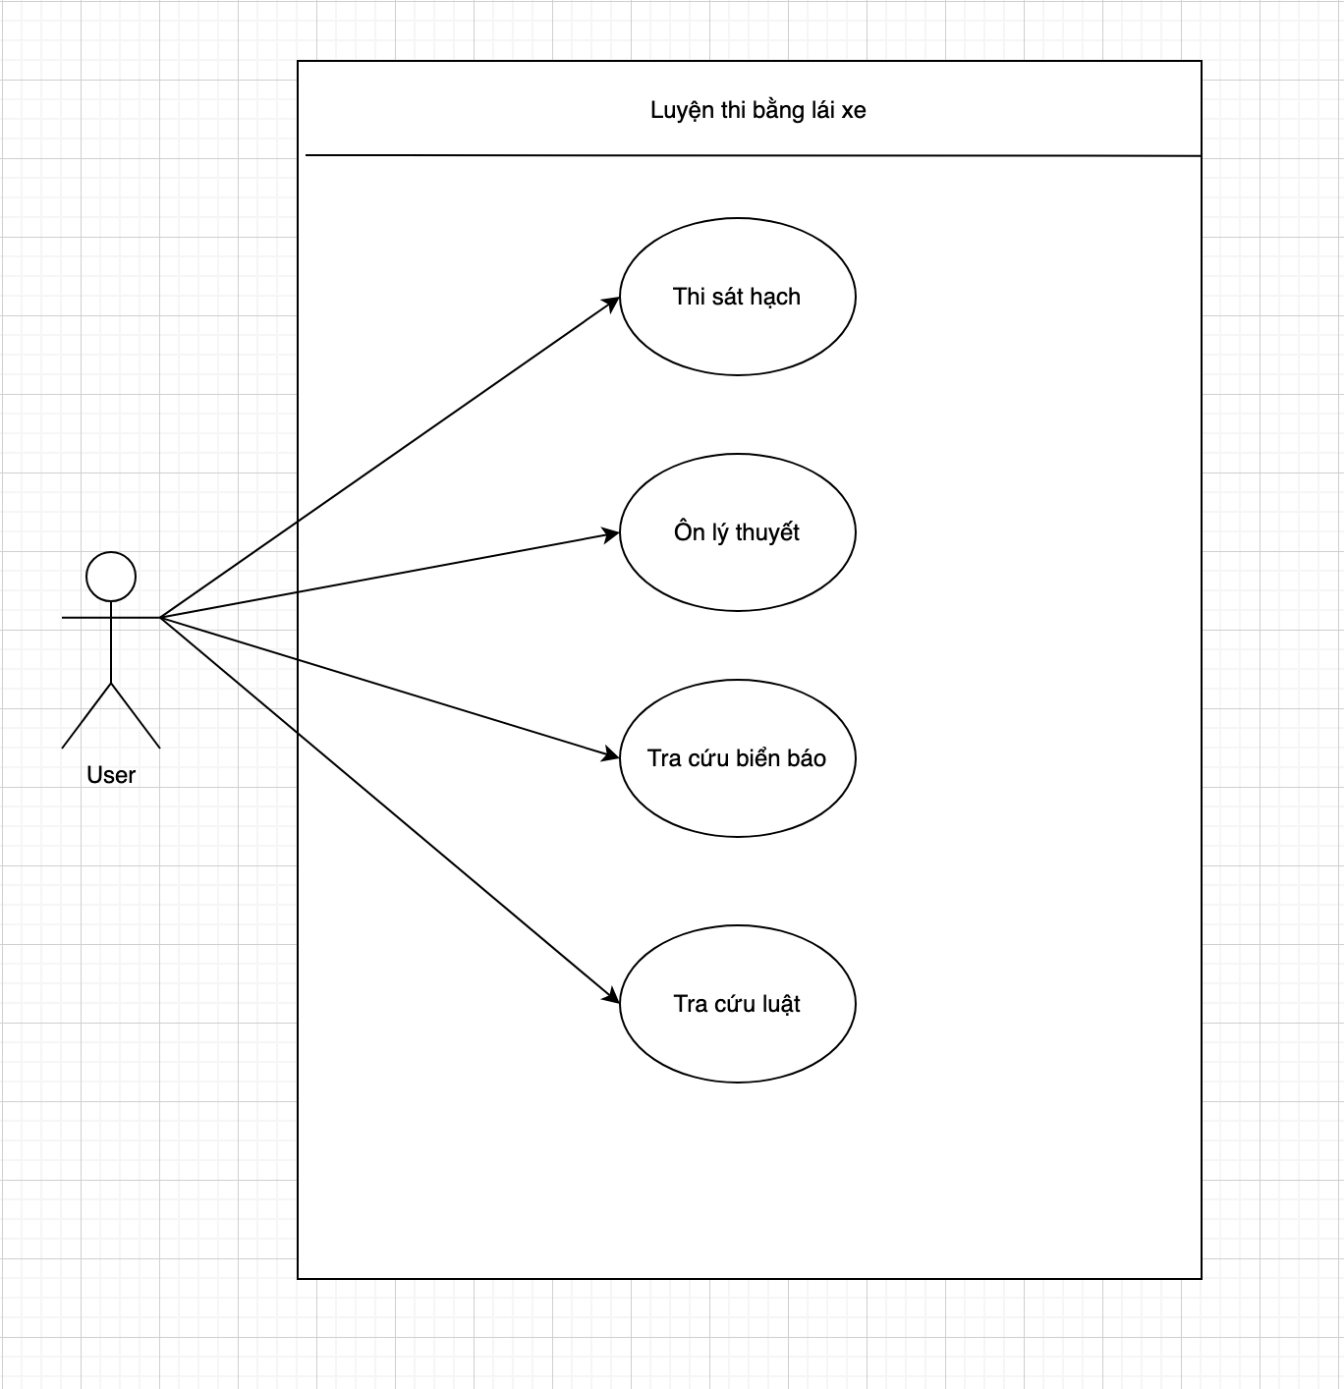 Luyện thi bằng lái xe
Thi sát hạch
Ôn lý thuyết
Tra cứu biển báo
Tra cứu luật
User